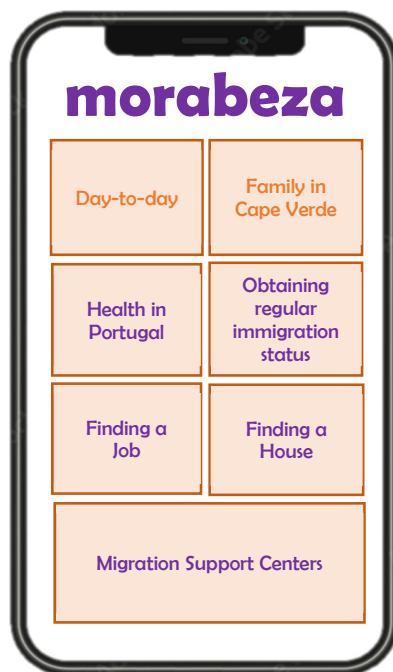 morabeza
Day-to-day
Family in
Cape Verde
Health in
Portugal
Obtaining
regular
immigration
status
Finding a
Job
Finding a
House
Migration Support Centers